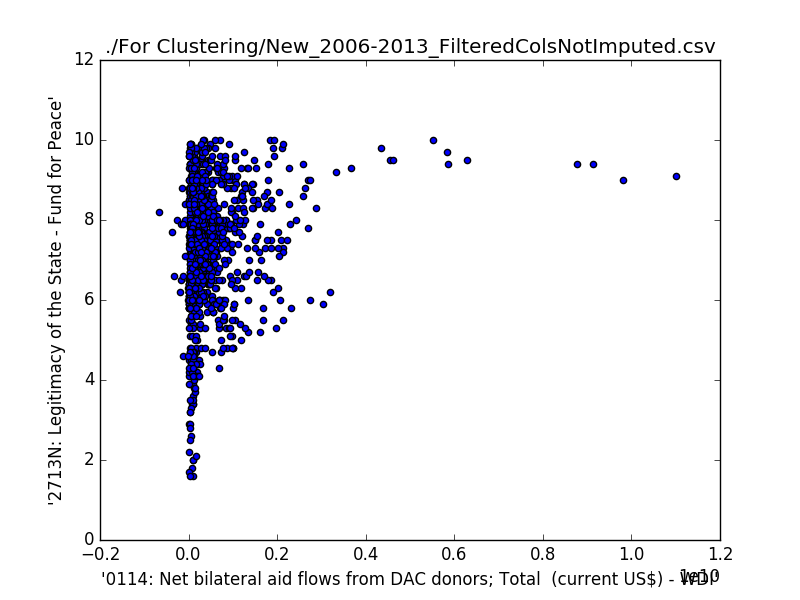 ./For Clustering/New_2006-2013_FilteredColsNotImputed.csv
12
10
8
6
4
2
0
'2713N: Legitimacy of the State - Fund for Peace'
−0.2 0.0 0.2 0.4 0.6 0.8 1.0 1.2
1e10
'0114: Net bilateral aid flows from DAC donors; Total (current US$) - WDI'